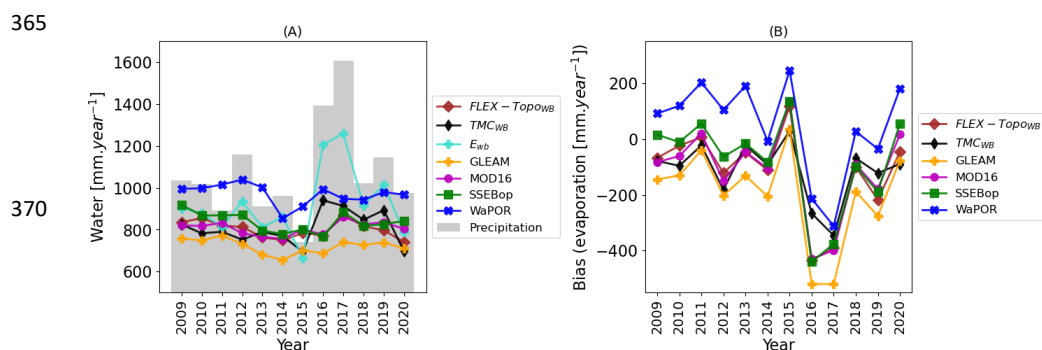 365
370
(A)
Water [mm.year⁻¹]
1600
1400
1200
1000
800
600
2009
2010
2011
2012
2013
2014
2015
2016
2017
2018
2019
2020
Year
FLEX − Topo_WB
TMC_WB
E_wb
GLEAM
MOD16
SSEBop
WaPOR
Precipitation
(B)
Bias (evaporation [mm.year⁻¹])
200
0
−200
−400
2009
2010
2011
2012
2013
2014
2015
2016
2017
2018
2019
2020
Year
FLEX − Topo_WB
TMC_WB
GLEAM
MOD16
SSEBop
WaPOR